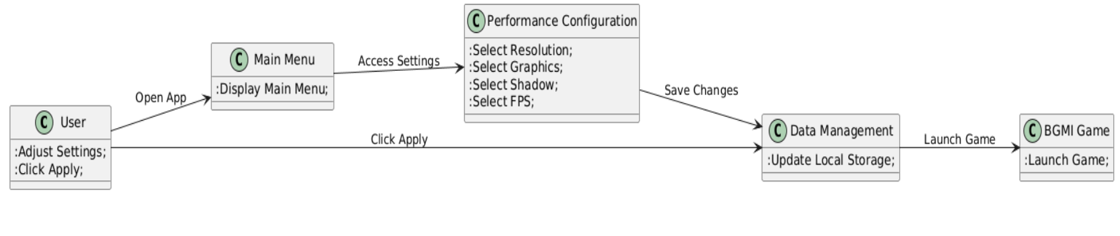 C User
:Adjust Settings;
:Click Apply;
Open App
C Main Menu
:Display Main Menu;
Access Settings
C Performance Configuration
:Select Resolution;
:Select Graphics;
:Select Shadow;
:Select FPS;
Save Changes
Click Apply
C Data Management
:Update Local Storage;
Launch Game
C BGMI Game
:Launch Game;